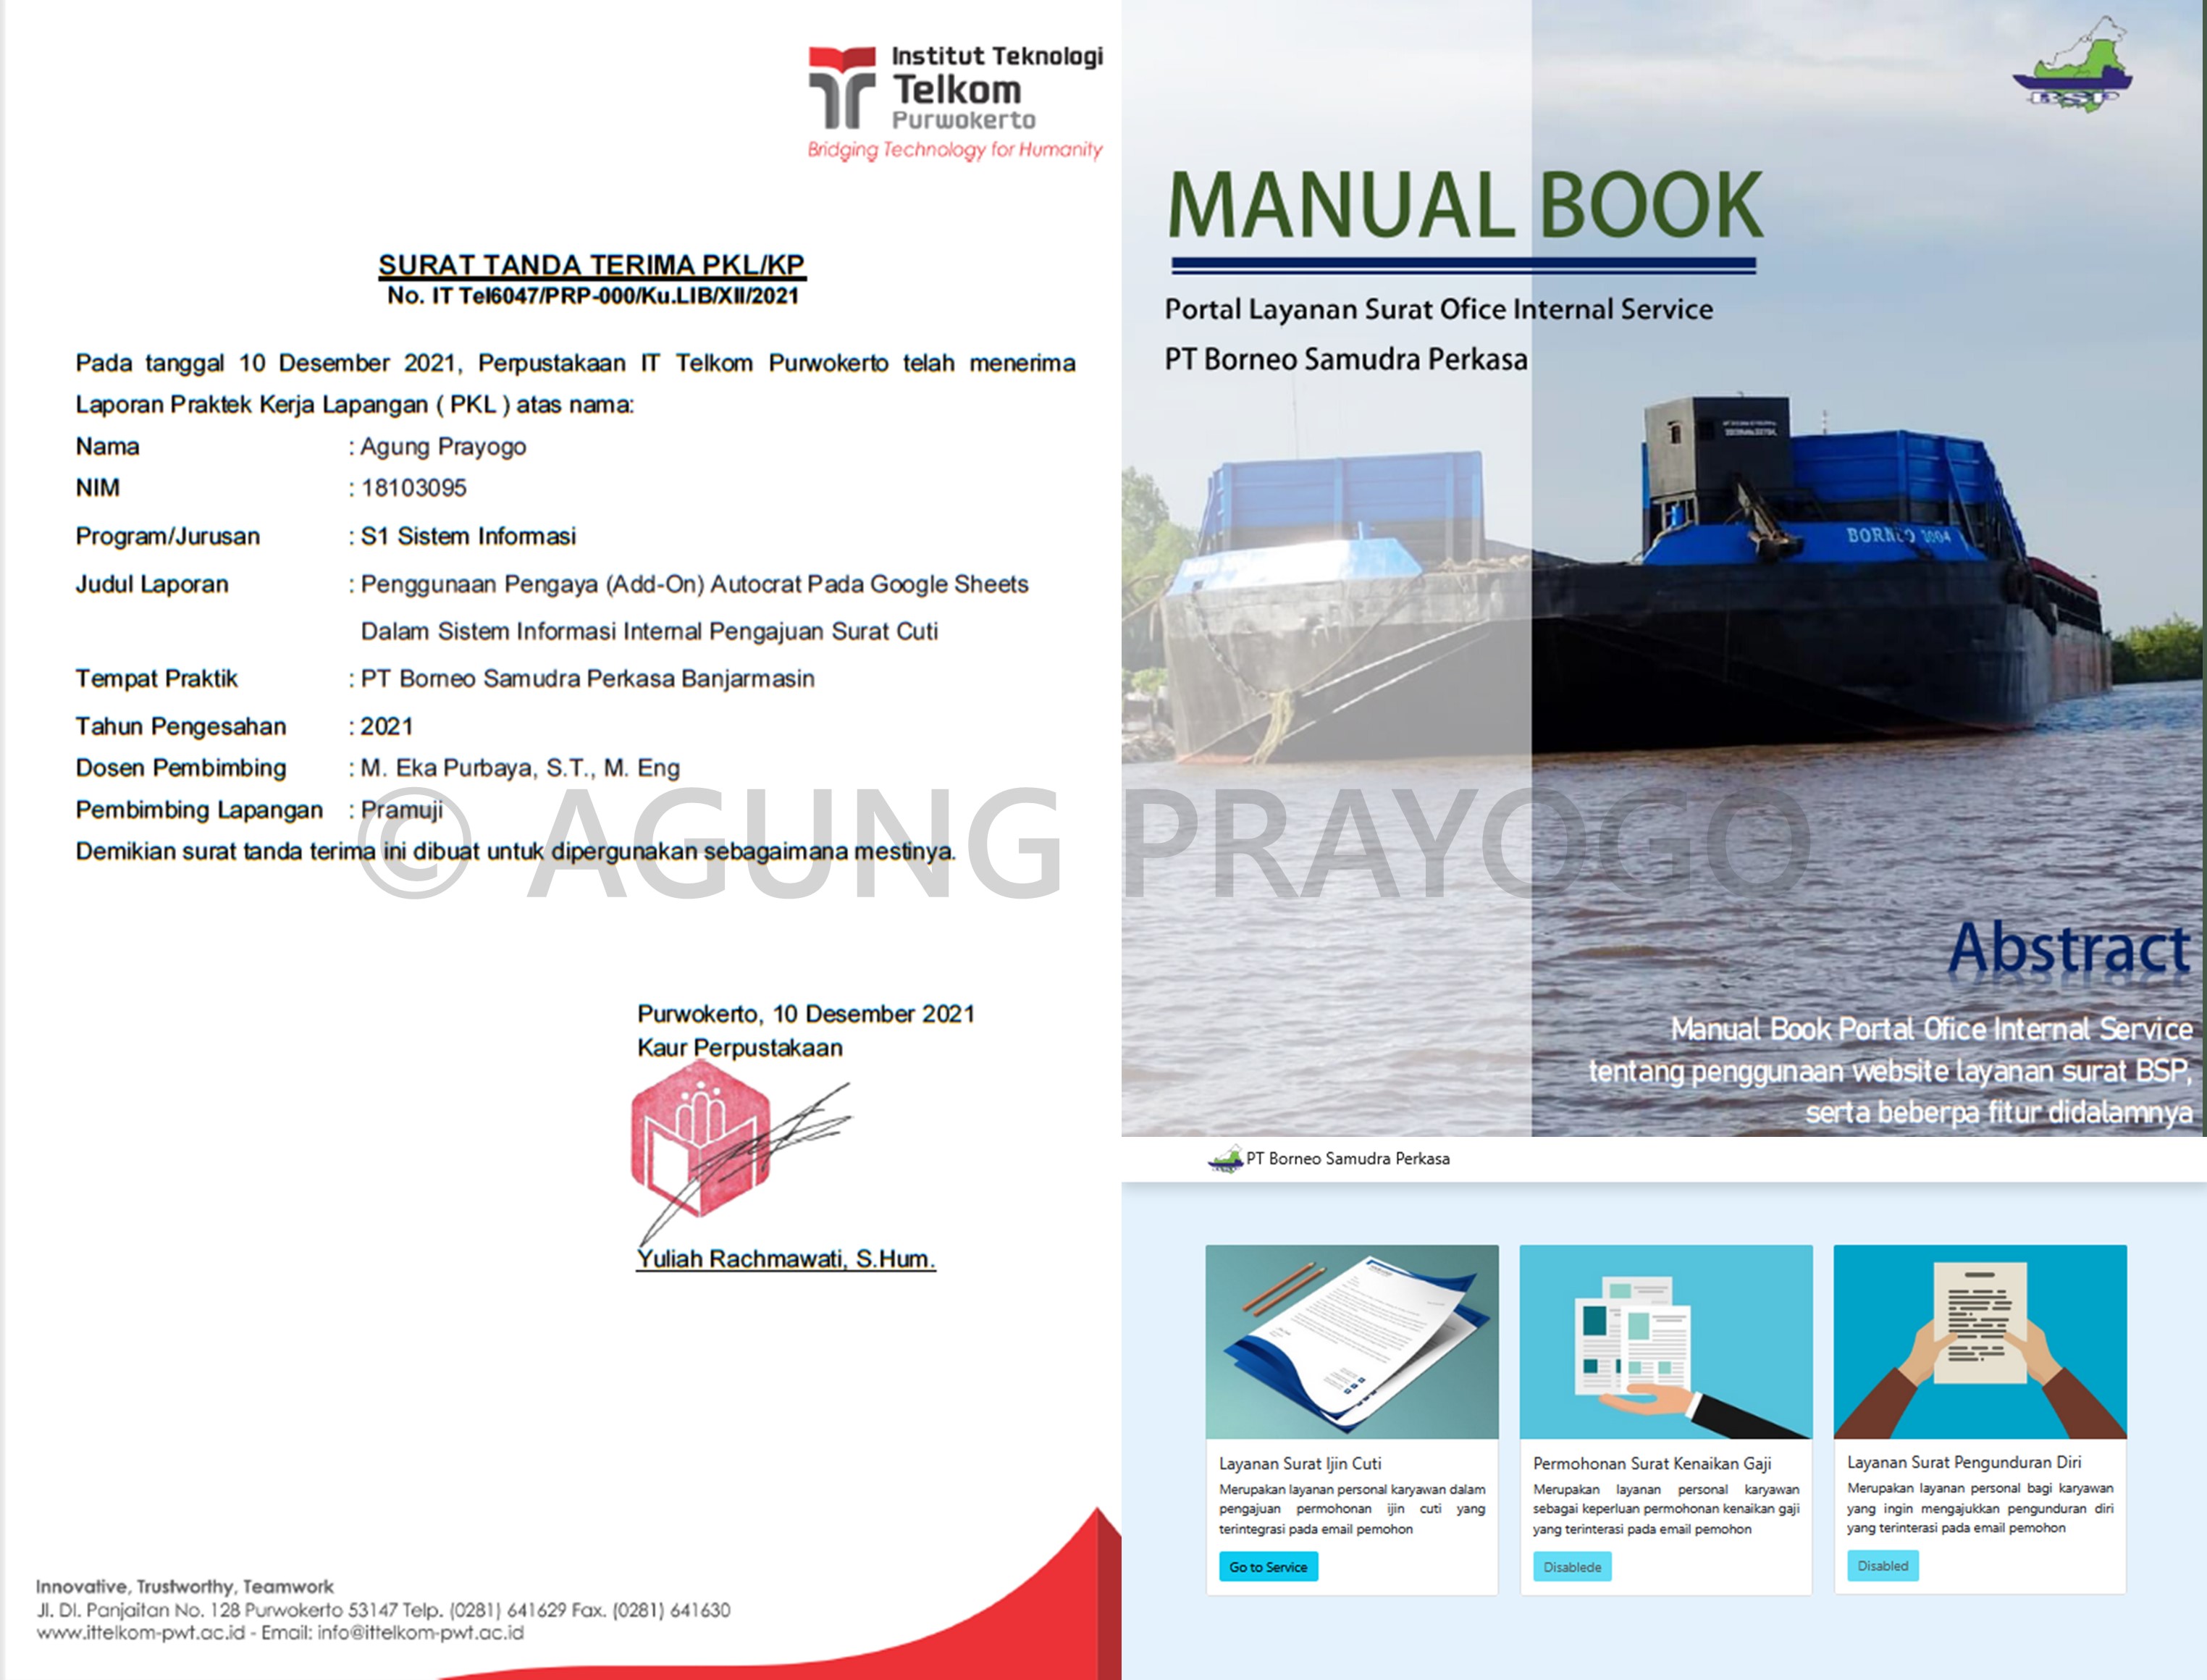 Institut Teknologi
Telkom
Purwokerto
Bridging Technology for Humanity
SURAT TANDA TERIMA PKL/KP
No. IT Tel6047/PRP-000/Ku.LIB/XII/2021
Pada tanggal 10 Desember 2021, Perpustakaan IT Telkom Purwokerto telah menerima
Laporan Praktek Kerja Lapangan ( PKL ) atas nama:
Nama : Agung Prayogo
NIM : 18103095
Program/Jurusan : S1 Sistem Informasi
Judul Laporan : Penggunaan Pengaya (Add-On) Autocrat Pada Google Sheets
Dalam Sistem Informasi Internal Pengajuan Surat Cuti
Tempat Praktik : PT Borneo Samudra Perkasa Banjarmasin
Tahun Pengesahan : 2021
Dosen Pembimbing : M. Eka Purbaya, S.T., M. Eng
Pembimbing Lapangan : Pramuji
Demikian surat tanda terima ini dibuat untuk dipergunakan sebagaimana mestinya.
© AGUNG PRAYOGO
Purwokerto, 10 Desember 2021
Kaur Perpustakaan
Yuliah Rachmawati, S.Hum.
Innovative, Trustworthy, Teamwork
Jl. DI. Panjaitan No. 128 Purwokerto 53147 Telp. (0281) 641629 Fax. (0281) 641630
www.ittelkom-pwt.ac.id - Email: info@ittelkom-pwt.ac.id
BSP
MANUAL BOOK
Portal Layanan Surat Ofice Internal Service
PT Borneo Samudra Perkasa
BORNEO 3004
Abstract
Manual Book Portal Ofice Internal Service
tentang penggunaan website layanan surat BSP,
serta beberpa fitur didalamnya
PT Borneo Samudra Perkasa
Layanan Surat Ijin Cuti
Merupakan layanan personal karyawan dalam
pengajuan permohonan ijin cuti yang
terintegrasi pada email pemohon
Go to Service
Permohonan Surat Kenaikan Gaji
Merupakan layanan personal karyawan
sebagai keperluan permohonan kenaikan gaji
yang terinterasi pada email pemohon
Disablede
Layanan Surat Pengunduran Diri
Merupakan layanan personal bagi karyawan
yang ingin mengajukkan pengunduran diri
yang terinterasi pada email pemohon
Disabled